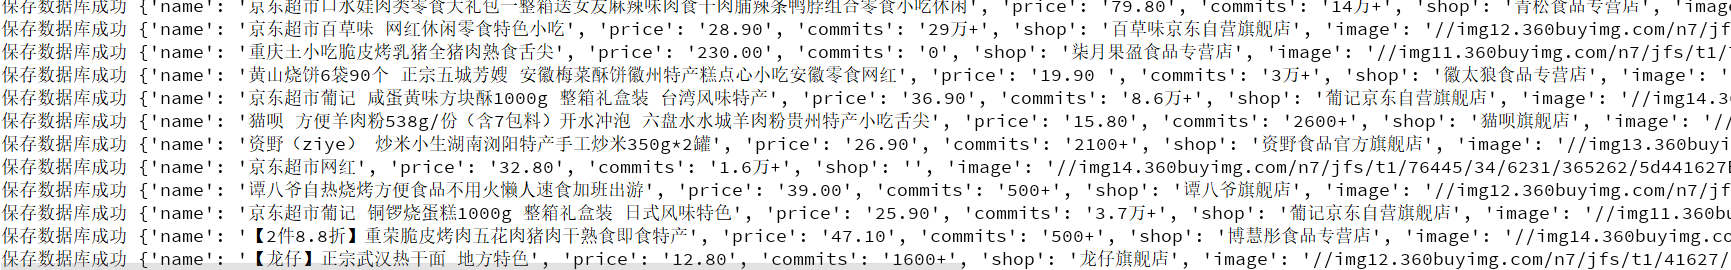 保存数据库成功 {'name': '京东超市口水娃肉类零食大礼包一整箱送女友麻辣味肉食干肉脯辣条鸭脖组合零食小吃休闲', 'price': '79.80', 'commits': '14万+', 'shop': '青松食品专营店', 'imag
保存数据库成功 {'name': '京东超市百草味 网红休闲零食特色小吃', 'price': '28.90', 'commits': '29万+', 'shop': '百草味京东自营旗舰店', 'image': '//img12.360buyimg.com/n7/jf
保存数据库成功 {'name': '重庆土小吃脆皮烤乳猪全猪肉熟食舌尖', 'price': '230.00', 'commits': '0', 'shop': '柒月果盈食品专营店', 'image': '//img11.360buyimg.com/n7/jfs/t1/
保存数据库成功 {'name': '黄山烧饼6袋90个 正宗五城芳嫂 安徽梅菜酥饼徽州特产糕点心小吃安徽零食网红', 'price': '19.90 ', 'commits': '3万+', 'shop': '徽太狼食品专营店', 'image': '
保存数据库成功 {'name': '京东超市葡记 咸蛋黄味方块酥1000g 整箱礼盒装 台湾风味特产', 'price': '36.90', 'commits': '8.6万+', 'shop': '葡记京东自营旗舰店', 'image': '//img14.3
保存数据库成功 {'name': '猫呗 方便羊肉粉538g/份（含7包料）开水冲泡 六盘水水城羊肉粉贵州特产小吃舌尖', 'price': '15.80', 'commits': '2600+', 'shop': '猫呗旗舰店', 'image': '//
保存数据库成功 {'name': '资野（ziye） 炒米小生湖南浏阳特产手工炒米350g*2罐', 'price': '26.90', 'commits': '2100+', 'shop': '资野食品官方旗舰店', 'image': '//img13.360buyi
保存数据库成功 {'name': '京东超市网红', 'price': '32.80', 'commits': '1.6万+', 'shop': '', 'image': '//img14.360buyimg.com/n7/jfs/t1/76445/34/6231/365262/5d441627
保存数据库成功 {'name': '谭八爷自热烧烤方便食品不用火懒人速食加班出游', 'price': '39.00', 'commits': '500+', 'shop': '谭八爷旗舰店', 'image': '//img12.360buyimg.com/n7/jf
保存数据库成功 {'name': '京东超市葡记 铜锣烧蛋糕1000g 整箱礼盒装 日式风味特色', 'price': '25.90', 'commits': '3.7万+', 'shop': '葡记京东自营旗舰店', 'image': '//img11.360bu
保存数据库成功 {'name': '【2件8.8折】重荣脆皮烤肉五花肉猪肉干熟食即食特产', 'price': '47.10', 'commits': '500+', 'shop': '博慧彤食品专营店', 'image': '//img14.360buyimg.co
保存数据库成功 {'name': '【龙仔】正宗武汉热干面 地方特色', 'price': '12.80', 'commits': '1600+', 'shop': '龙仔旗舰店', 'image': '//img12.360buyimg.com/n7/jfs/t1/41627/